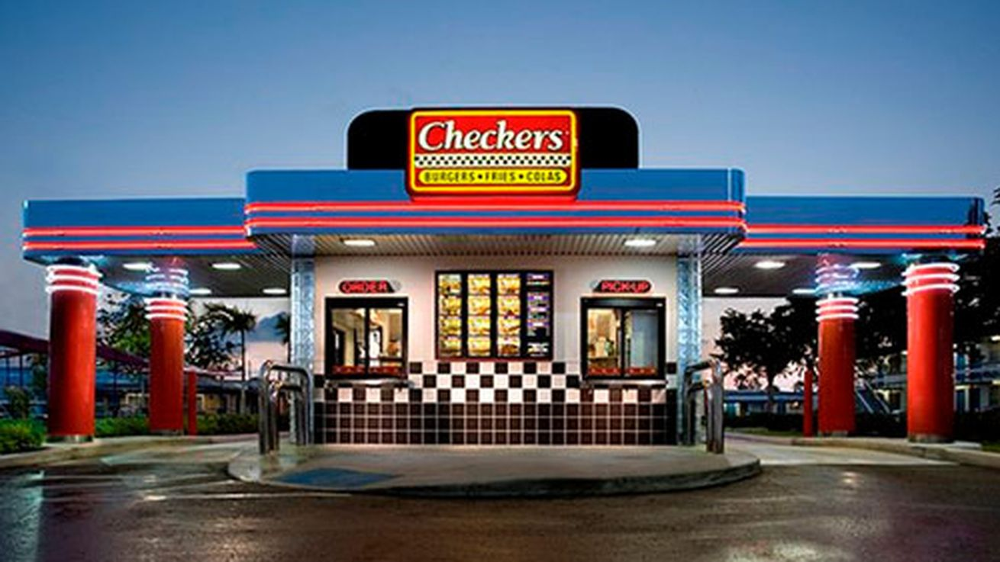 Checkers
BURGERS • FRIES • COLAS
ORDER
PICK-UP